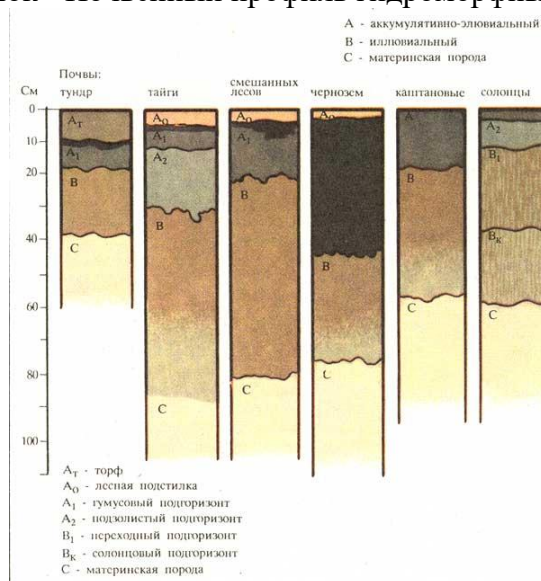 А - аккумулятивно-элювиальный
В - иллювиальный
С - материнская порода
Почвы:
См тундр тайги смешанных лесов чернозем каштановые солонцы
0
10
20
40
60
80
100
Ат А₀ А₀ А₀ А
А₁ А₁ А₁ А₂
А₂ В₁
В В В В В Вк
С С С С С С
Ат - торф
А₀ - лесная подстилка
А₁ - гумусовый подгоризонт
А₂ - подзолистый подгоризонт
В₁ - переходный подгоризонт
Вк - солонцовый подгоризонт
С - материнская порода